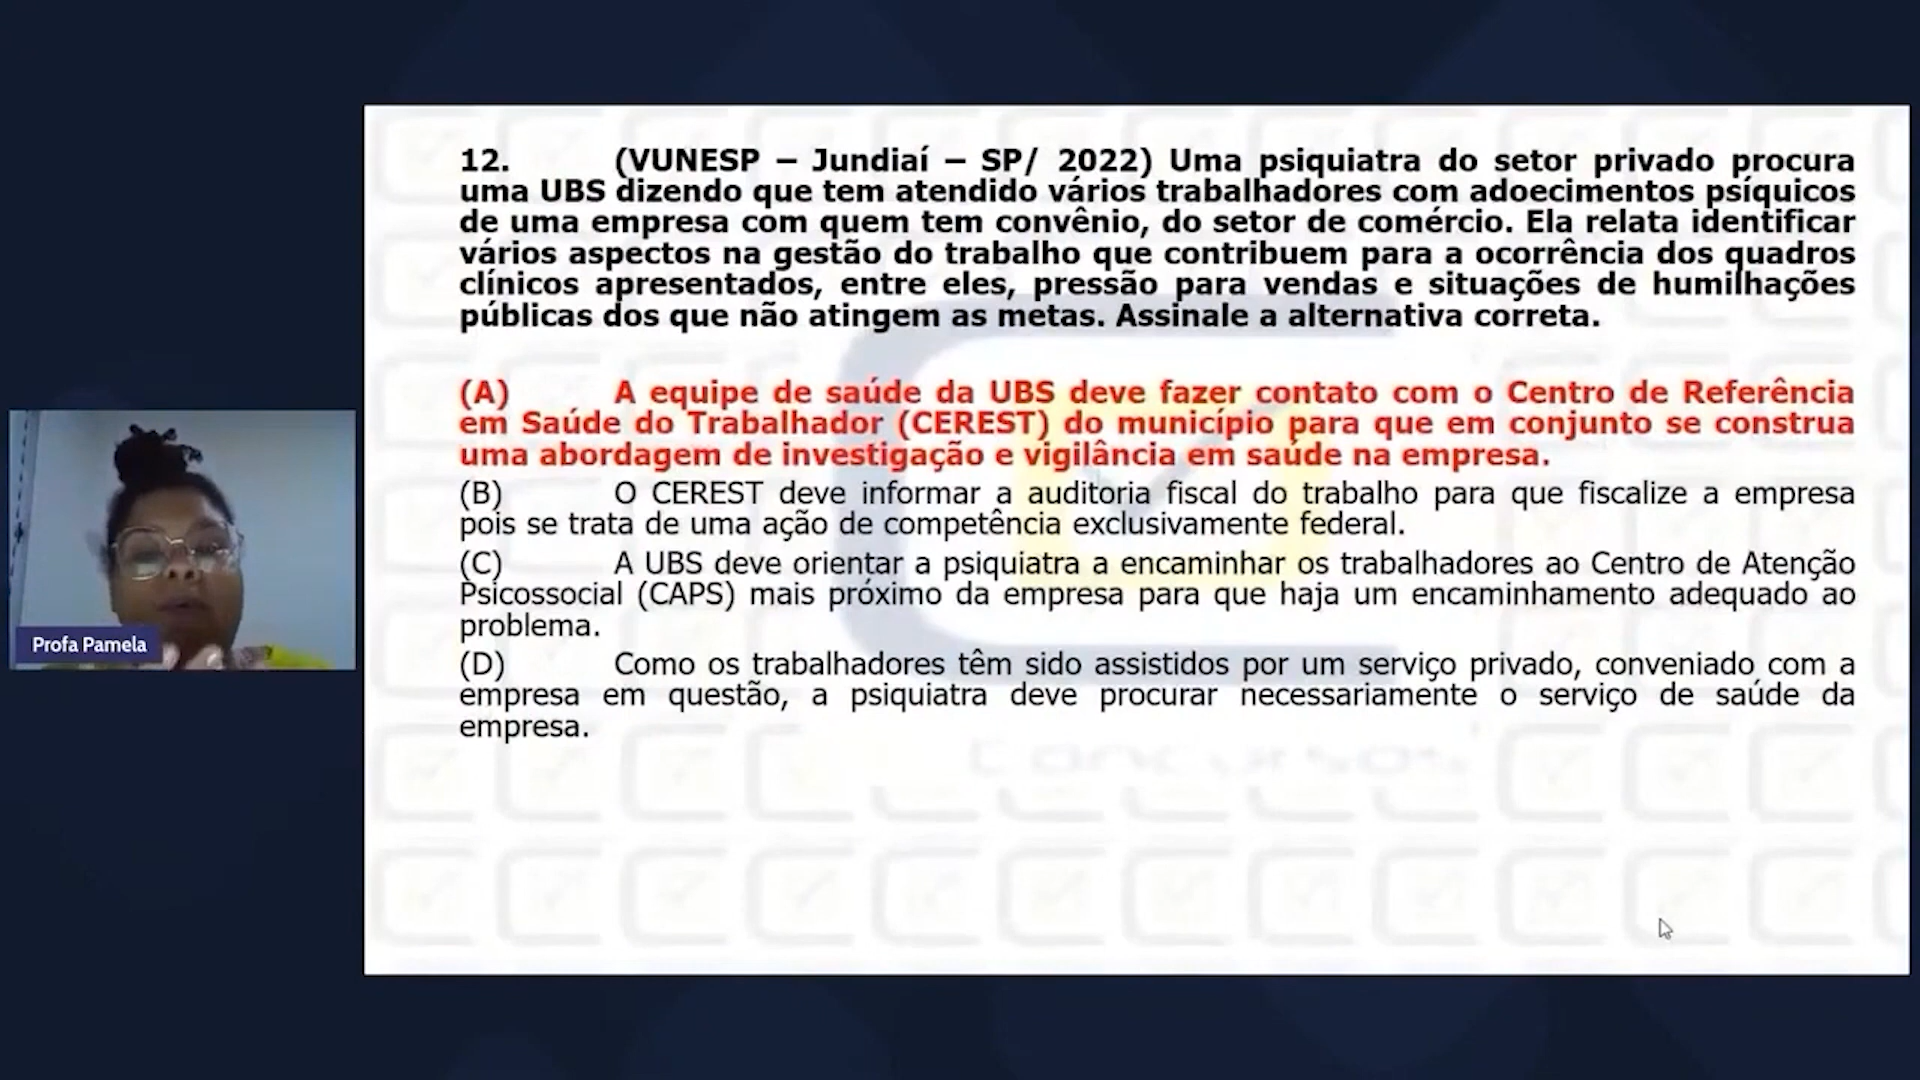 12. (VUNESP – Jundiaí – SP/ 2022) Uma psiquiatra do setor privado procura
uma UBS dizendo que tem atendido vários trabalhadores com adoecimentos psíquicos
de uma empresa com quem tem convênio, do setor de comércio. Ela relata identificar
vários aspectos na gestão do trabalho que contribuem para a ocorrência dos quadros
clínicos apresentados, entre eles, pressão para vendas e situações de humilhações
públicas dos que não atingem as metas. Assinale a alternativa correta.
(A) A equipe de saúde da UBS deve fazer contato com o Centro de Referência
em Saúde do Trabalhador (CEREST) do município para que em conjunto se construa
uma abordagem de investigação e vigilância em saúde na empresa.
(B) O CEREST deve informar a auditoria fiscal do trabalho para que fiscalize a empresa
pois se trata de uma ação de competência exclusivamente federal.
(C) A UBS deve orientar a psiquiatra a encaminhar os trabalhadores ao Centro de Atenção
Psicossocial (CAPS) mais próximo da empresa para que haja um encaminhamento adequado ao
problema.
(D) Como os trabalhadores têm sido assistidos por um serviço privado, conveniado com a
empresa em questão, a psiquiatra deve procurar necessariamente o serviço de saúde da
empresa.
Profa Pamela
Concursos